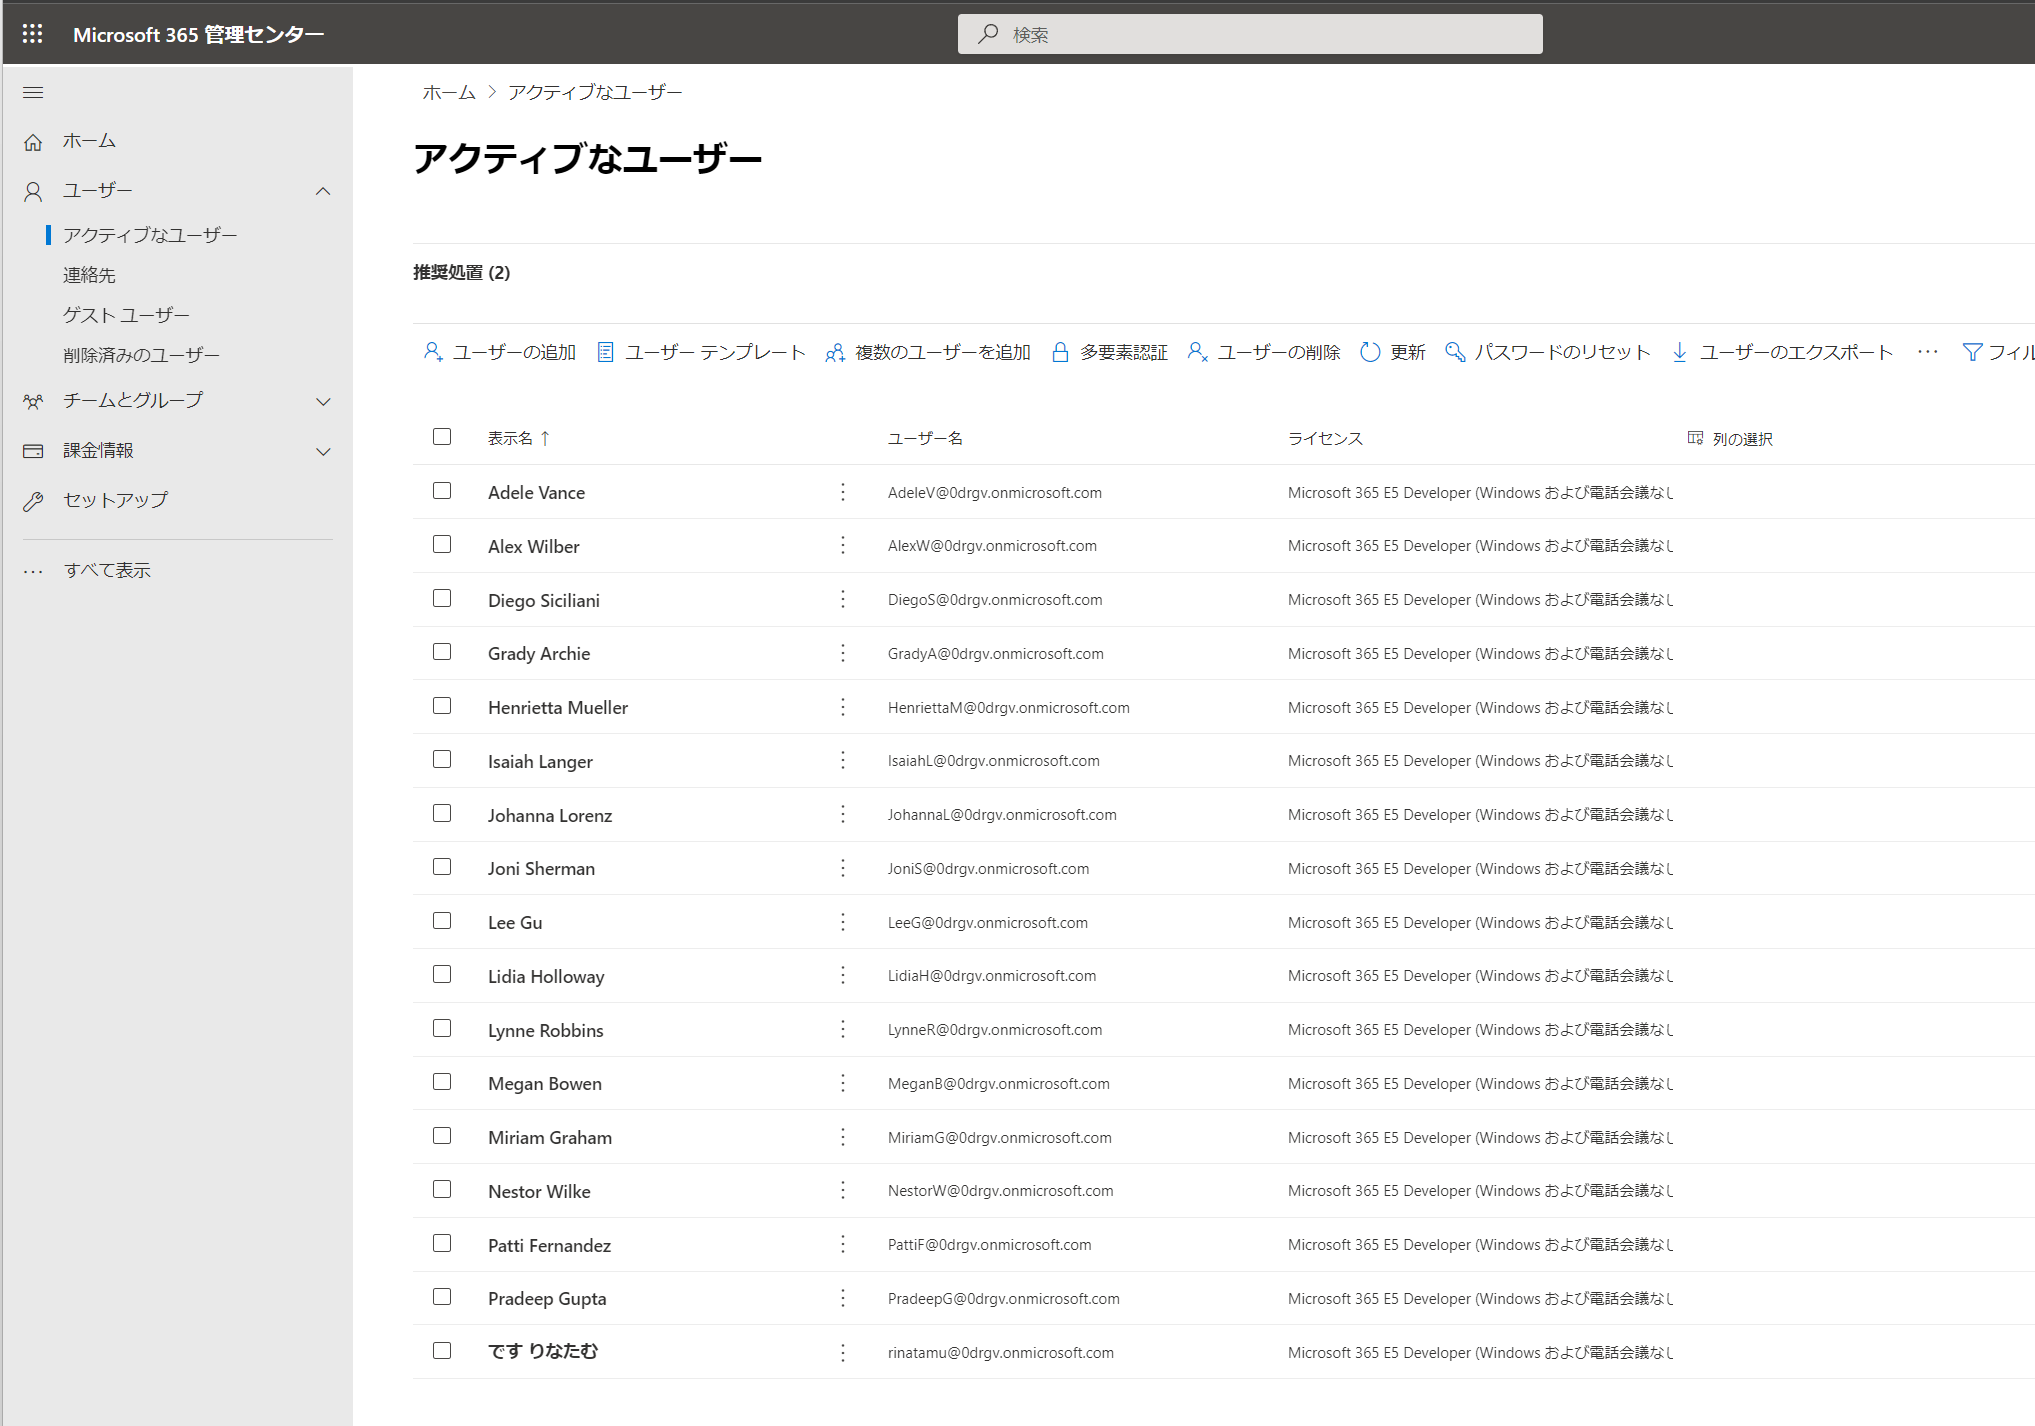 Microsoft 365 管理センター
検索
ホーム
ユーザー
アクティブなユーザー
連絡先
ゲスト ユーザー
削除済みのユーザー
チームとグループ
課金情報
セットアップ
すべて表示
ホーム > アクティブなユーザー
アクティブなユーザー
推奨処置 (2)
ユーザーの追加 ユーザー テンプレート 複数のユーザーを追加 多要素認証 ユーザーの削除 更新 パスワードのリセット ユーザーのエクスポート ··· フィル
表示名 ↑ ユーザー名 ライセンス 列の選択
Adele Vance AdeleV@0drgv.onmicrosoft.com Microsoft 365 E5 Developer (Windows および電話会議なし
Alex Wilber AlexW@0drgv.onmicrosoft.com Microsoft 365 E5 Developer (Windows および電話会議なし
Diego Siciliani DiegoS@0drgv.onmicrosoft.com Microsoft 365 E5 Developer (Windows および電話会議なし
Grady Archie GradyA@0drgv.onmicrosoft.com Microsoft 365 E5 Developer (Windows および電話会議なし
Henrietta Mueller HenriettaM@0drgv.onmicrosoft.com Microsoft 365 E5 Developer (Windows および電話会議なし
Isaiah Langer IsaiahL@0drgv.onmicrosoft.com Microsoft 365 E5 Developer (Windows および電話会議なし
Johanna Lorenz JohannaL@0drgv.onmicrosoft.com Microsoft 365 E5 Developer (Windows および電話会議なし
Joni Sherman JoniS@0drgv.onmicrosoft.com Microsoft 365 E5 Developer (Windows および電話会議なし
Lee Gu LeeG@0drgv.onmicrosoft.com Microsoft 365 E5 Developer (Windows および電話会議なし
Lidia Holloway LidiaH@0drgv.onmicrosoft.com Microsoft 365 E5 Developer (Windows および電話会議なし
Lynne Robbins LynneR@0drgv.onmicrosoft.com Microsoft 365 E5 Developer (Windows および電話会議なし
Megan Bowen MeganB@0drgv.onmicrosoft.com Microsoft 365 E5 Developer (Windows および電話会議なし
Miriam Graham MiriamG@0drgv.onmicrosoft.com Microsoft 365 E5 Developer (Windows および電話会議なし
Nestor Wilke NestorW@0drgv.onmicrosoft.com Microsoft 365 E5 Developer (Windows および電話会議なし
Patti Fernandez PattiF@0drgv.onmicrosoft.com Microsoft 365 E5 Developer (Windows および電話会議なし
Pradeep Gupta PradeepG@0drgv.onmicrosoft.com Microsoft 365 E5 Developer (Windows および電話会議なし
です りなたむ rinatamu@0drgv.onmicrosoft.com Microsoft 365 E5 Developer (Windows および電話会議なし